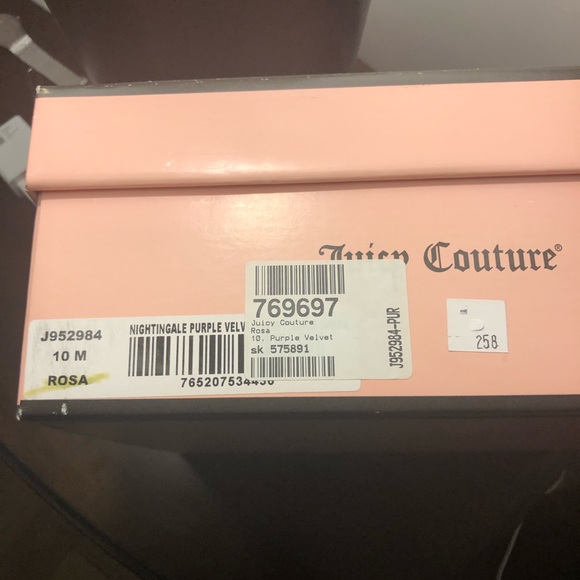 Juicy Couture®
J952984
10 M
ROSA
NIGHTINGALE PURPLE VELV
769697
Juicy Couture
Rosa
10, Purple Velvet
sk 575891
J952984-PUR
258